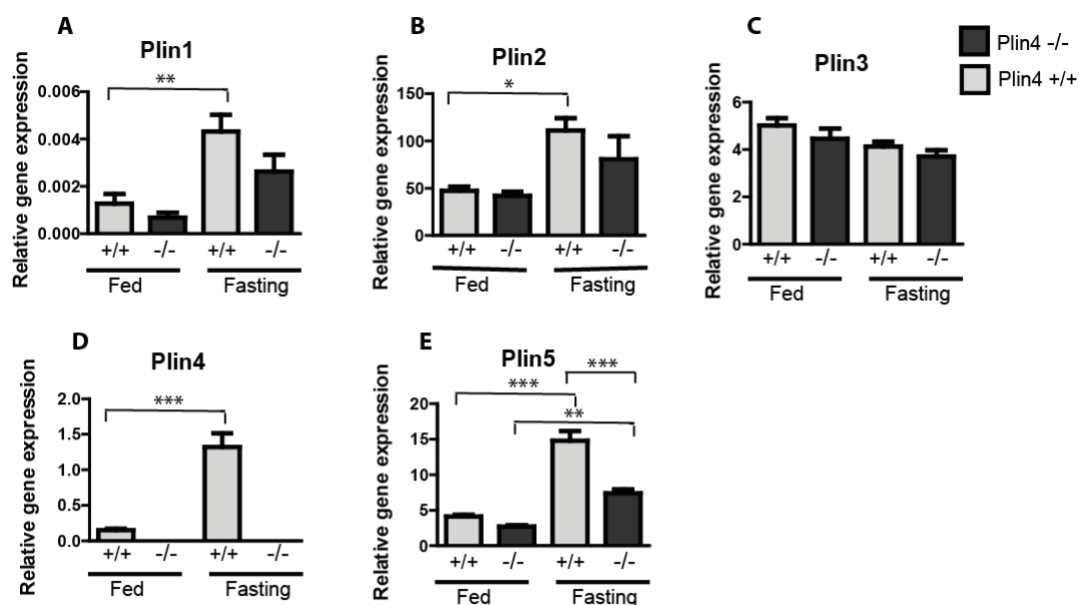 A
Plin1
**
Relative gene expression
0.006
0.004
0.002
0.000
+/+ -/- +/+ -/-
Fed Fasting
B
Plin2
*
Relative gene expression
150
100
50
0
+/+ -/- +/+ -/-
Fed Fasting
C
Plin3
Relative gene expression
6
4
2
0
+/+ -/- +/+ -/-
Fed Fasting
Plin4 -/-
Plin4 +/+
D
Plin4
***
Relative gene expression
2.0
1.5
1.0
0.5
0.0
+/+ -/- +/+ -/-
Fed Fasting
E
Plin5
***
***
**
Relative gene expression
20
15
10
5
0
+/+ -/- +/+ -/-
Fed Fasting